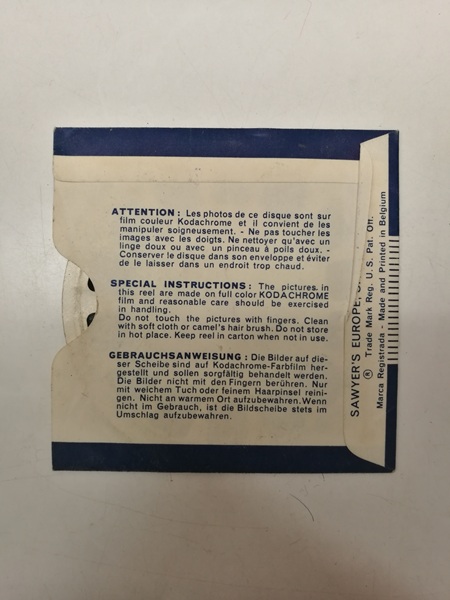 ATTENTION : Les photos de ce disque sont sur
film couleur Kodachrome et il convient de les
manipuler soigneusement. - Ne pas toucher les
images avec les doigts. Ne nettoyer qu'avec un
linge doux ou avec un pinceau à poils doux. -
Conserver le disque dans son enveloppe et éviter
de le laisser dans un endroit trop chaud.
SPECIAL INSTRUCTIONS : The pictures in
this reel are made on full color KODACHROME
film and reasonable care should be exercised
in handling.
Do not touch the pictures with fingers. Clean
with soft cloth or camel's hair brush. Do not store
in hot place. Keep reel in carton when not in use.
GEBRAUCHSANWEISUNG : Die Bilder auf die-
ser Scheibe sind auf Kodachrome-Farbfilm her-
gestellt und sollen sorgfältig behandelt werden.
Die Bilder nicht mit den Fingern berühren. Nur
mit weichem Tuch oder feinem Haarpinsel reini-
gen. Nicht an warmem Ort aufzubewahren. Wenn
nicht im Gebrauch, ist die Bildscheibe stets im
Umschlag aufzubewahren.
SAWYER'S EUROPE,
® Trade Mark Reg. U.S. Pat. Off.
Marca Registrada - Made and Printed in Belgium